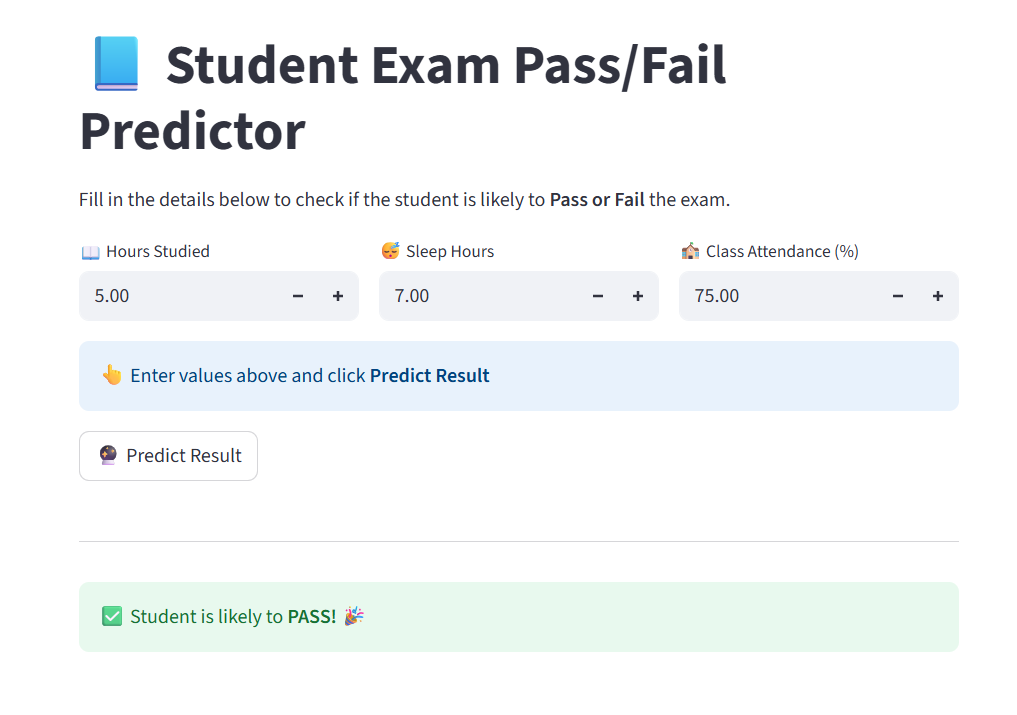 📘 Student Exam Pass/Fail
Predictor
Fill in the details below to check if the student is likely to Pass or Fail the exam.
📖 Hours Studied
😴 Sleep Hours
🏫 Class Attendance (%)
5.00 − +
7.00 − +
75.00 − +
👆 Enter values above and click Predict Result
🔮 Predict Result
✅ Student is likely to PASS! 🎉